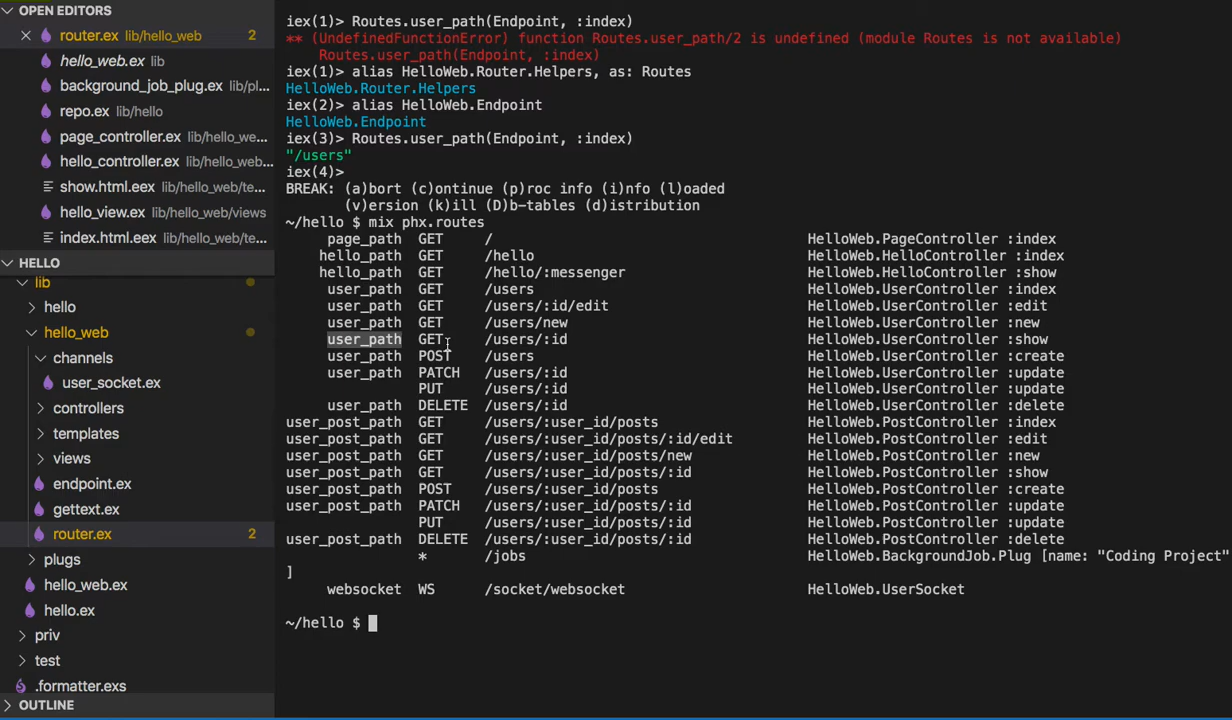 OPEN EDITORS
router.ex lib/hello_web 2
hello_web.ex lib
background_job_plug.ex lib/pl...
repo.ex lib/hello
page_controller.ex lib/hello_we...
hello_controller.ex lib/hello_web...
show.html.eex lib/hello_web/te...
hello_view.ex lib/hello_web/views
index.html.eex lib/hello_web/te...
HELLO
lib
hello
hello_web
channels
user_socket.ex
controllers
templates
views
endpoint.ex
gettext.ex
router.ex 2
plugs
hello_web.ex
hello.ex
priv
test
.formatter.exs
OUTLINE
iex(1)> Routes.user_path(Endpoint, :index)
** (UndefinedFunctionError) function Routes.user_path/2 is undefined (module Routes is not available)
Routes.user_path(Endpoint, :index)
iex(1)> alias HelloWeb.Router.Helpers, as: Routes
HelloWeb.Router.Helpers
iex(2)> alias HelloWeb.Endpoint
HelloWeb.Endpoint
iex(3)> Routes.user_path(Endpoint, :index)
"/users"
iex(4)>
BREAK: (a)bort (c)ontinue (p)roc info (i)nfo (l)oaded
(v)ersion (k)ill (D)b-tables (d)istribution
~/hello $ mix phx.routes
page_path GET / HelloWeb.PageController :index
hello_path GET /hello HelloWeb.HelloController :index
hello_path GET /hello/:messenger HelloWeb.HelloController :show
user_path GET /users HelloWeb.UserController :index
user_path GET /users/:id/edit HelloWeb.UserController :edit
user_path GET /users/new HelloWeb.UserController :new
user_path GET /users/:id HelloWeb.UserController :show
user_path POST /users HelloWeb.UserController :create
user_path PATCH /users/:id HelloWeb.UserController :update
PUT /users/:id HelloWeb.UserController :update
user_path DELETE /users/:id HelloWeb.UserController :delete
user_post_path GET /users/:user_id/posts HelloWeb.PostController :index
user_post_path GET /users/:user_id/posts/:id/edit HelloWeb.PostController :edit
user_post_path GET /users/:user_id/posts/new HelloWeb.PostController :new
user_post_path GET /users/:user_id/posts/:id HelloWeb.PostController :show
user_post_path POST /users/:user_id/posts HelloWeb.PostController :create
user_post_path PATCH /users/:user_id/posts/:id HelloWeb.PostController :update
PUT /users/:user_id/posts/:id HelloWeb.PostController :update
user_post_path DELETE /users/:user_id/posts/:id HelloWeb.PostController :delete
* /jobs HelloWeb.BackgroundJob.Plug [name: "Coding Project"
]
websocket WS /socket/websocket HelloWeb.UserSocket
~/hello $